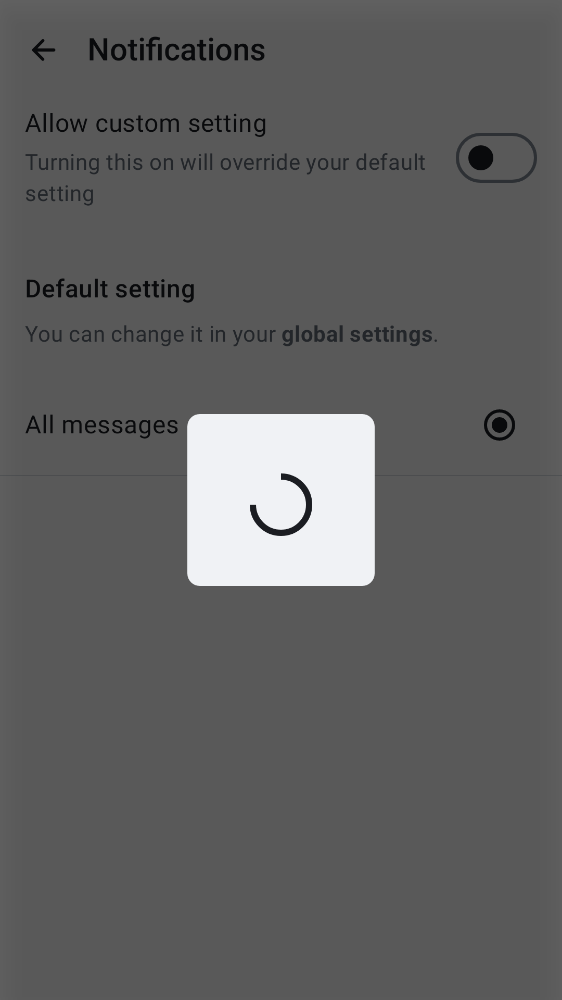 Notifications
Allow custom setting
Turning this on will override your default
setting
Default setting
You can change it in your global settings.
All messages